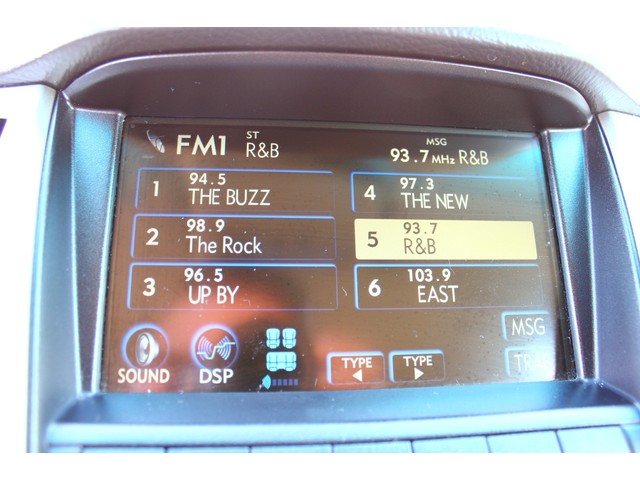 FM1 ST
R&B
MSG
93.7 MHz R&B
1 94.5
THE BUZZ
4 97.3
THE NEW
2 98.9
The Rock
5 93.7
R&B
3 96.5
UP BY
6 103.9
EAST
MSG
SOUND
DSP
TYPE
TYPE